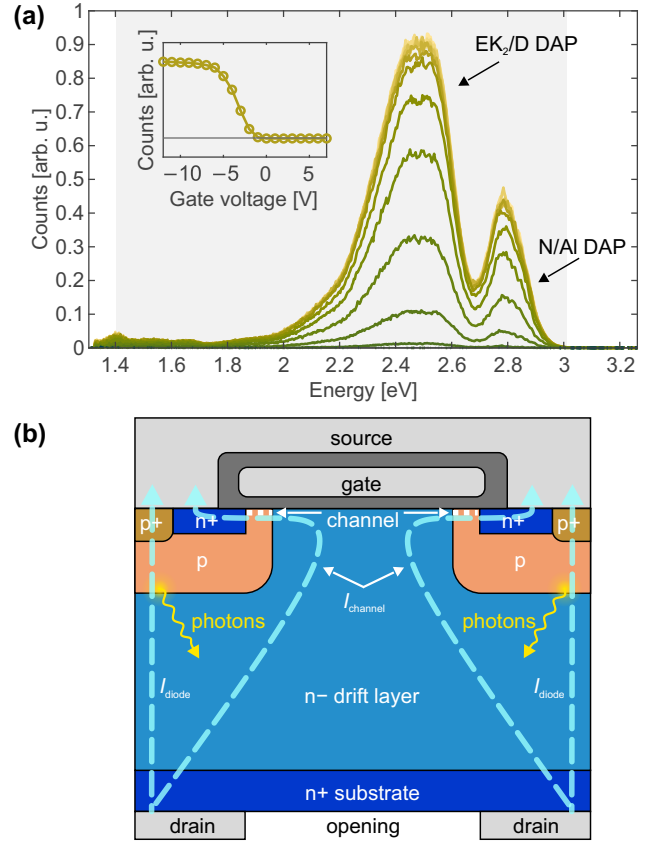 (a)
0.9
0.8
0.7
0.6
0.5
0.4
0.3
0.2
0.1
0
Counts [arb. u.]
Counts [arb. u.]
−10 −5 0 5
Gate voltage [V]
EK₂/D DAP
N/Al DAP
1.4 1.6 1.8 2 2.2 2.4 2.6 2.8 3 3.2
Energy [eV]
(b)
source
gate
p+ n+ channel n+ p+
p p
I channel
photons photons
I diode I diode
n− drift layer
n+ substrate
drain opening drain